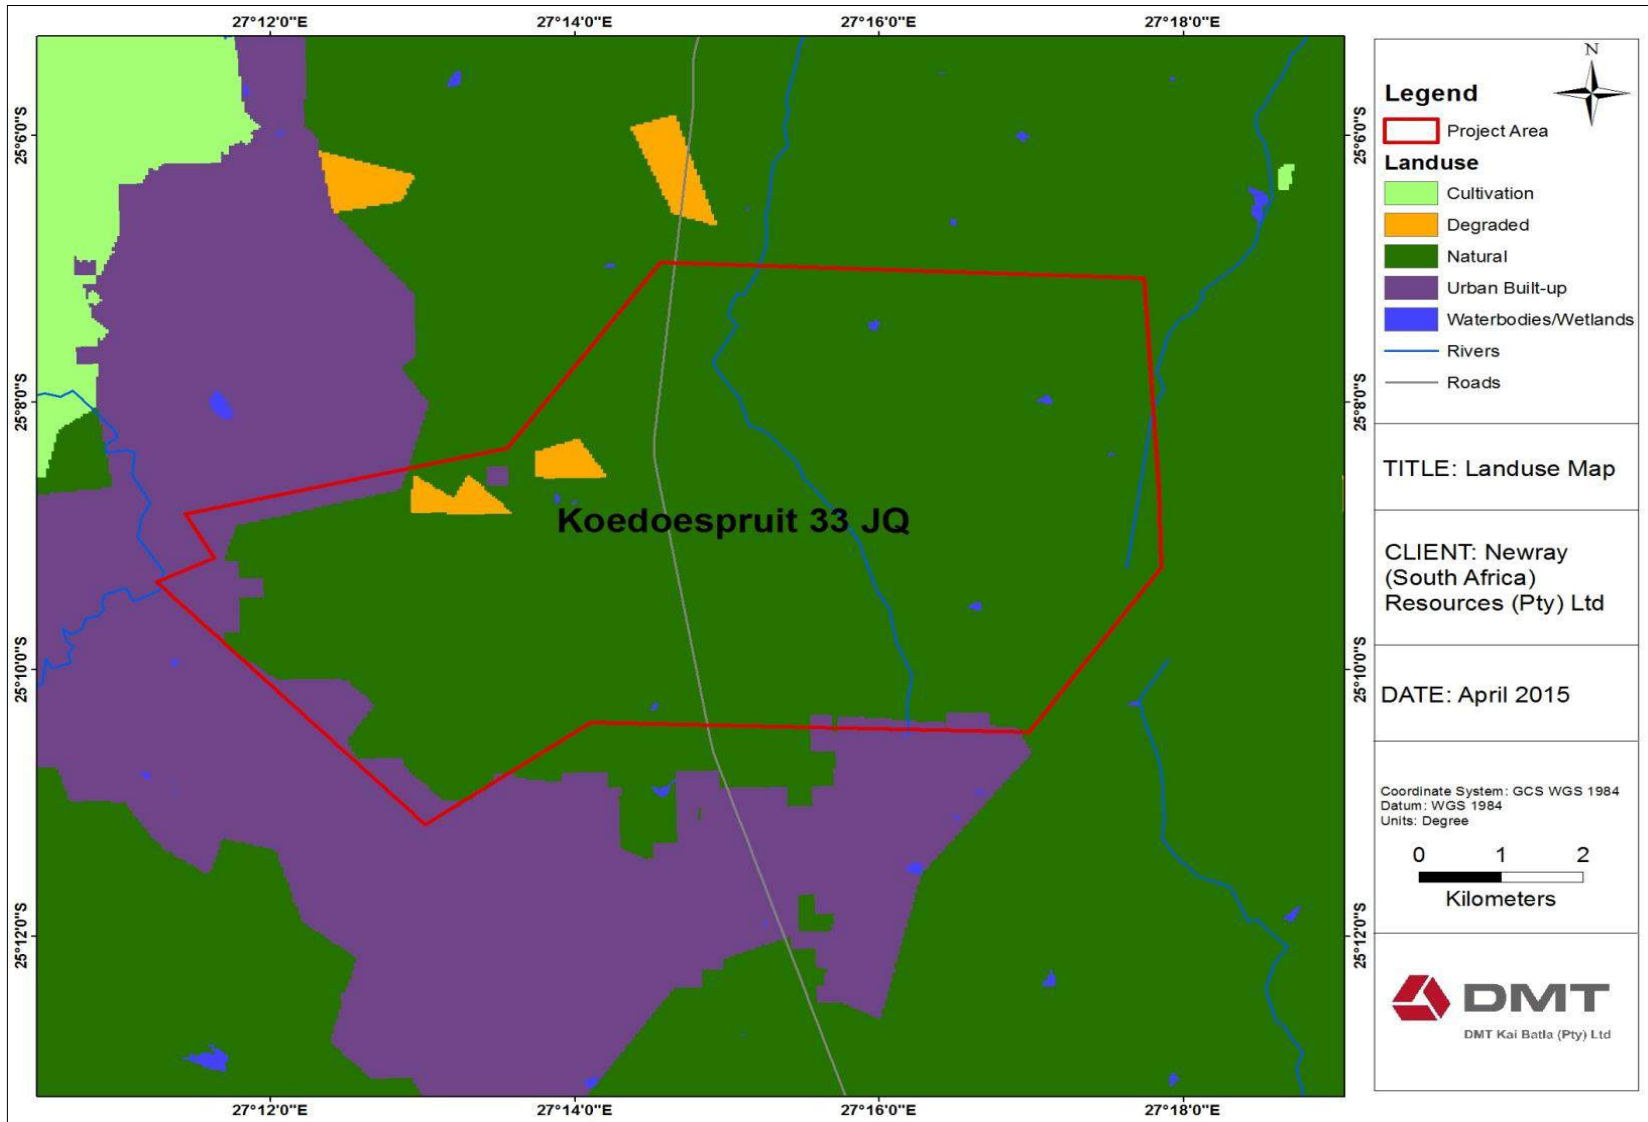 27°12'0"E
27°14'0"E
27°16'0"E
27°18'0"E
25°6'0"S
25°8'0"S
25°10'0"S
25°12'0"S
Koedoespruit 33 JQ
25°6'0"S
25°8'0"S
25°10'0"S
25°12'0"S
27°12'0"E
27°14'0"E
27°16'0"E
27°18'0"E
N
Legend
Project Area
Landuse
Cultivation
Degraded
Natural
Urban Built-up
Waterbodies/Wetlands
Rivers
Roads
TITLE: Landuse Map
CLIENT: Newray
(South Africa)
Resources (Pty) Ltd
DATE: April 2015
Coordinate System: GCS WGS 1984
Datum: WGS 1984
Units: Degree
0 1 2
Kilometers
DMT
DMT Kai Batla (Pty) Ltd